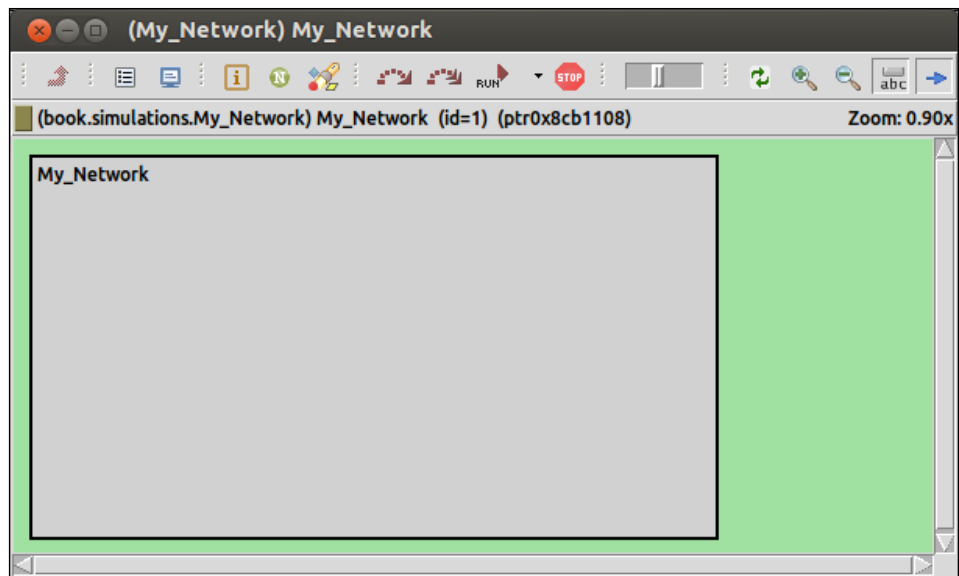 (My_Network) My_Network
i N RUN STOP abc
(book.simulations.My_Network) My_Network (id=1) (ptr0x8cb1108) Zoom: 0.90x
My_Network